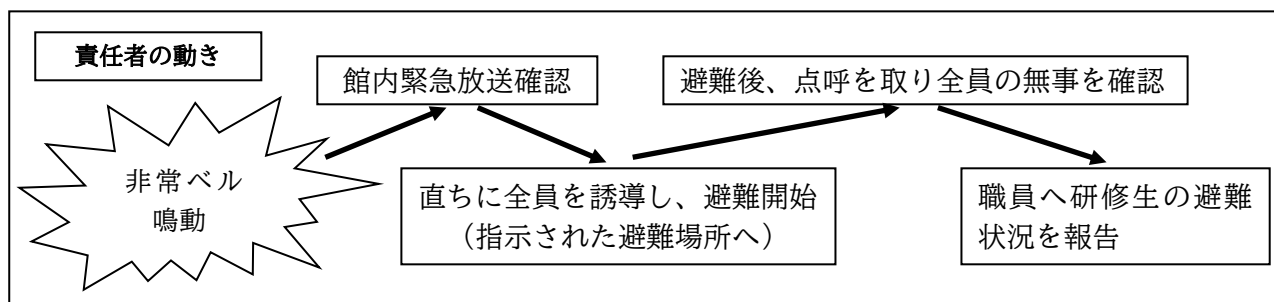 責任者の動き
館内緊急放送確認
避難後、点呼を取り全員の無事を確認
非常ベル
鳴動
直ちに全員を誘導し、避難開始
（指示された避難場所へ）
職員へ研修生の避難
状況を報告